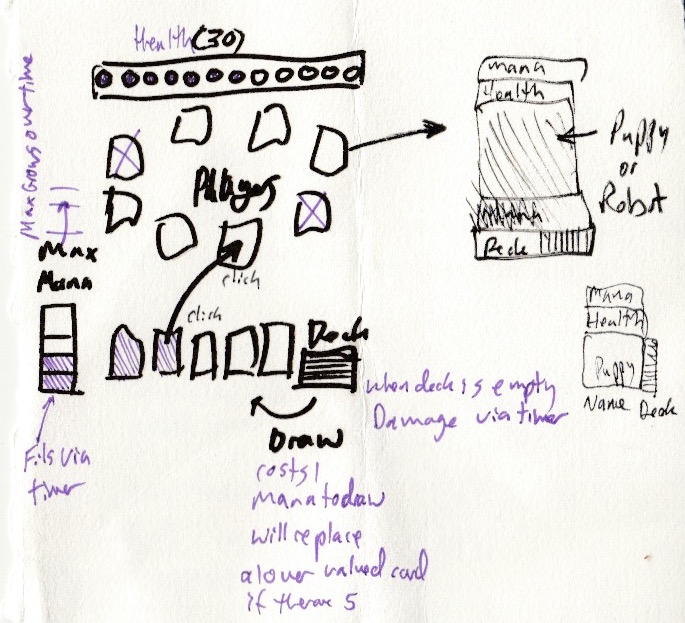 Health (30)
Max Grows over time
Players
click
click
Max
Mana
Fills via
timer
Deck
Draw
costs 1
Mana to draw
will replace
a lower valued card
if there are 5
when deck is empty
Damage via timer
mana
Health
Deck
Puppy
or
Robot
Mana
Health
Puppy
Name Deck